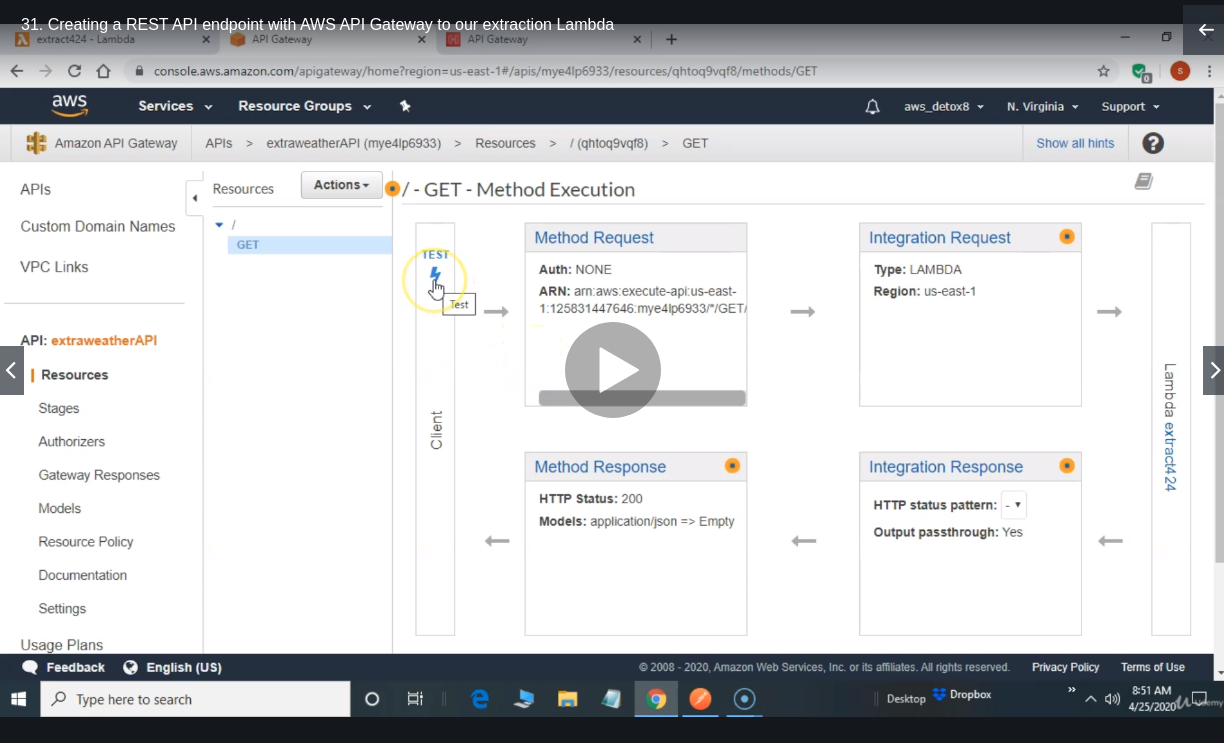 31. Creating a REST API endpoint with AWS API Gateway to our extraction Lambda
extract424 - Lambda
API Gateway
API Gateway
console.aws.amazon.com/apigateway/home?region=us-east-1#/apis/mye4lp6933/resources/qhtoq9vqf8/methods/GET
S
0
aws
Services
Resource Groups
aws_detox8
N. Virginia
Support
Amazon API Gateway
APIs > extraweatherAPI (mye4lp6933) > Resources > / (qhtoq9vqf8) > GET
Show all hints
?
APIs
Custom Domain Names
VPC Links
API: extraweatherAPI
Resources
Stages
Authorizers
Gateway Responses
Models
Resource Policy
Documentation
Settings
Usage Plans
Resources
Actions
/
GET
/ - GET - Method Execution
TEST
Test
Client
Method Request
Auth: NONE
ARN: arn:aws:execute-api:us-east-
1:125831447646:mye4lp6933/*/GET/
Integration Request
Type: LAMBDA
Region: us-east-1
Lambda extract424
Method Response
HTTP Status: 200
Models: application/json => Empty
Integration Response
HTTP status pattern: -
Output passthrough: Yes
Feedback
English (US)
© 2008 - 2020, Amazon Web Services, Inc. or its affiliates. All rights reserved.
Privacy Policy
Terms of Use
Type here to search
Desktop
Dropbox
8:51 AM
4/25/2020
Udemy